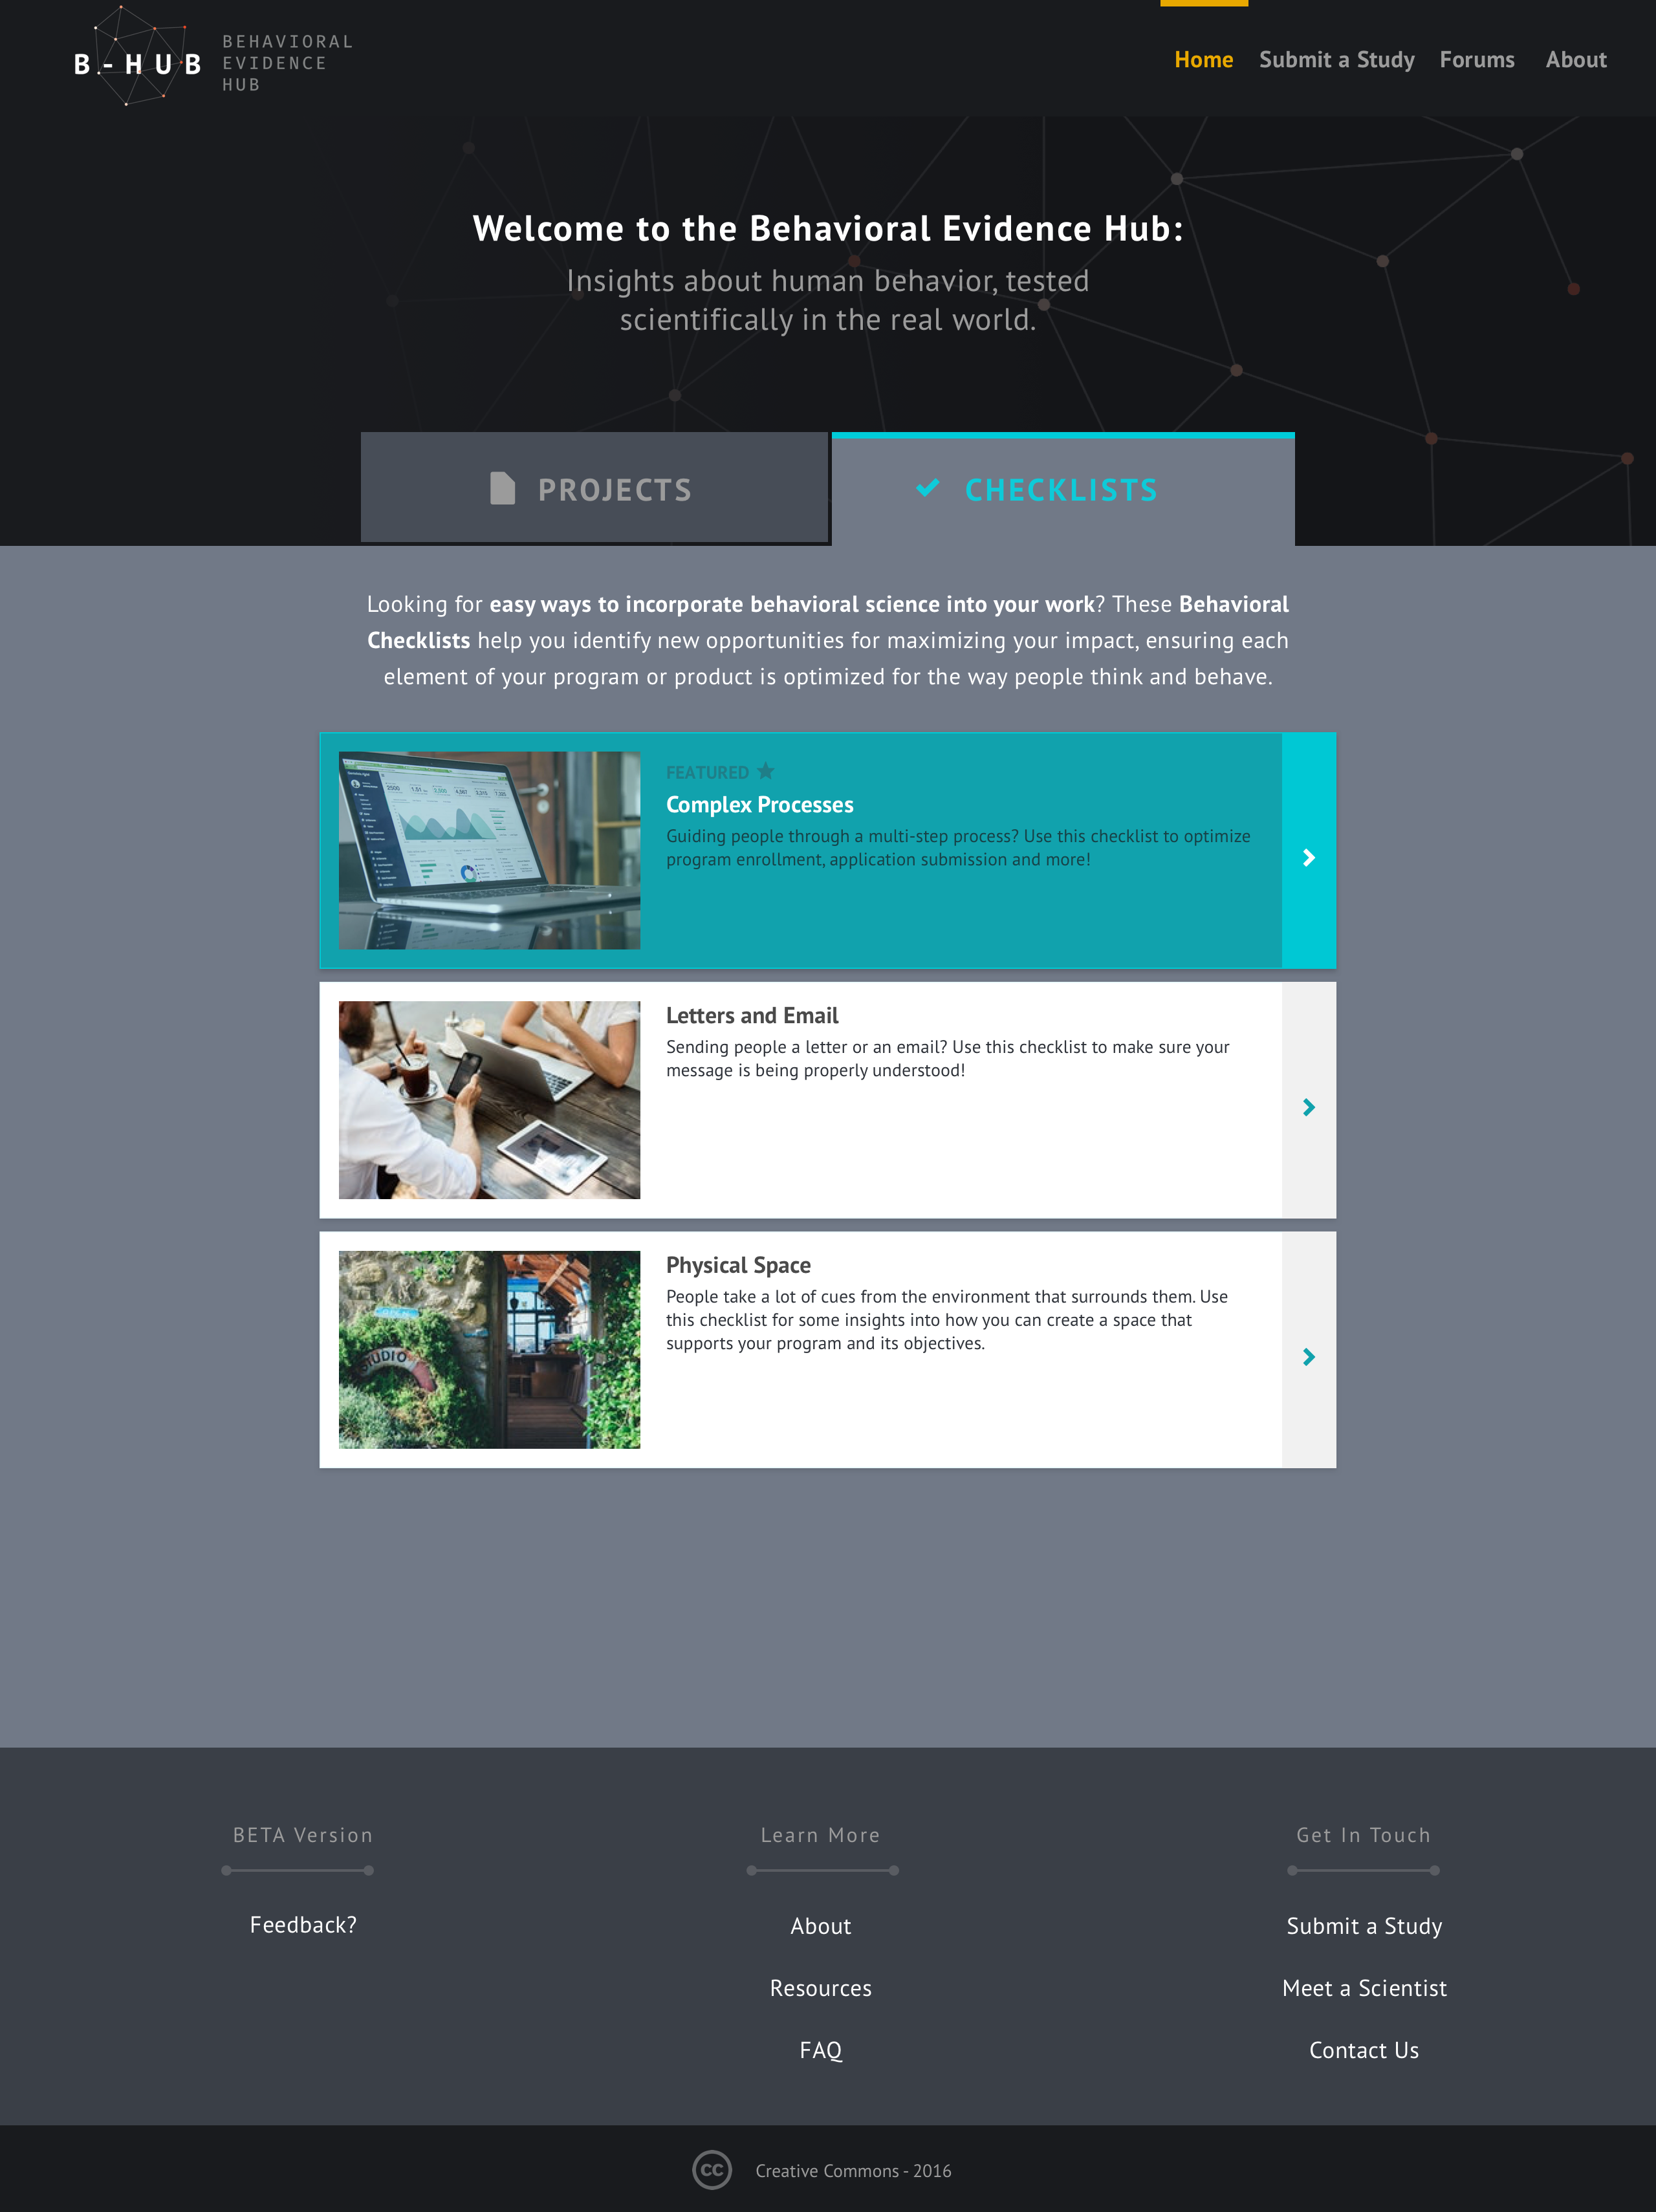 B-HUB
BEHAVIORAL
EVIDENCE
HUB
Home Submit a Study Forums About
Welcome to the Behavioral Evidence Hub:
Insights about human behavior, tested
scientifically in the real world.
PROJECTS
CHECKLISTS
Looking for easy ways to incorporate behavioral science into your work? These Behavioral
Checklists help you identify new opportunities for maximizing your impact, ensuring each
element of your program or product is optimized for the way people think and behave.
FEATURED
Complex Processes
Guiding people through a multi-step process? Use this checklist to optimize
program enrollment, application submission and more!
Letters and Email
Sending people a letter or an email? Use this checklist to make sure your
message is being properly understood!
OPEN
STUDIO
Physical Space
People take a lot of cues from the environment that surrounds them. Use
this checklist for some insights into how you can create a space that
supports your program and its objectives.
BETA Version
Feedback?
Learn More
About
Resources
FAQ
Get In Touch
Submit a Study
Meet a Scientist
Contact Us
CC
Creative Commons - 2016